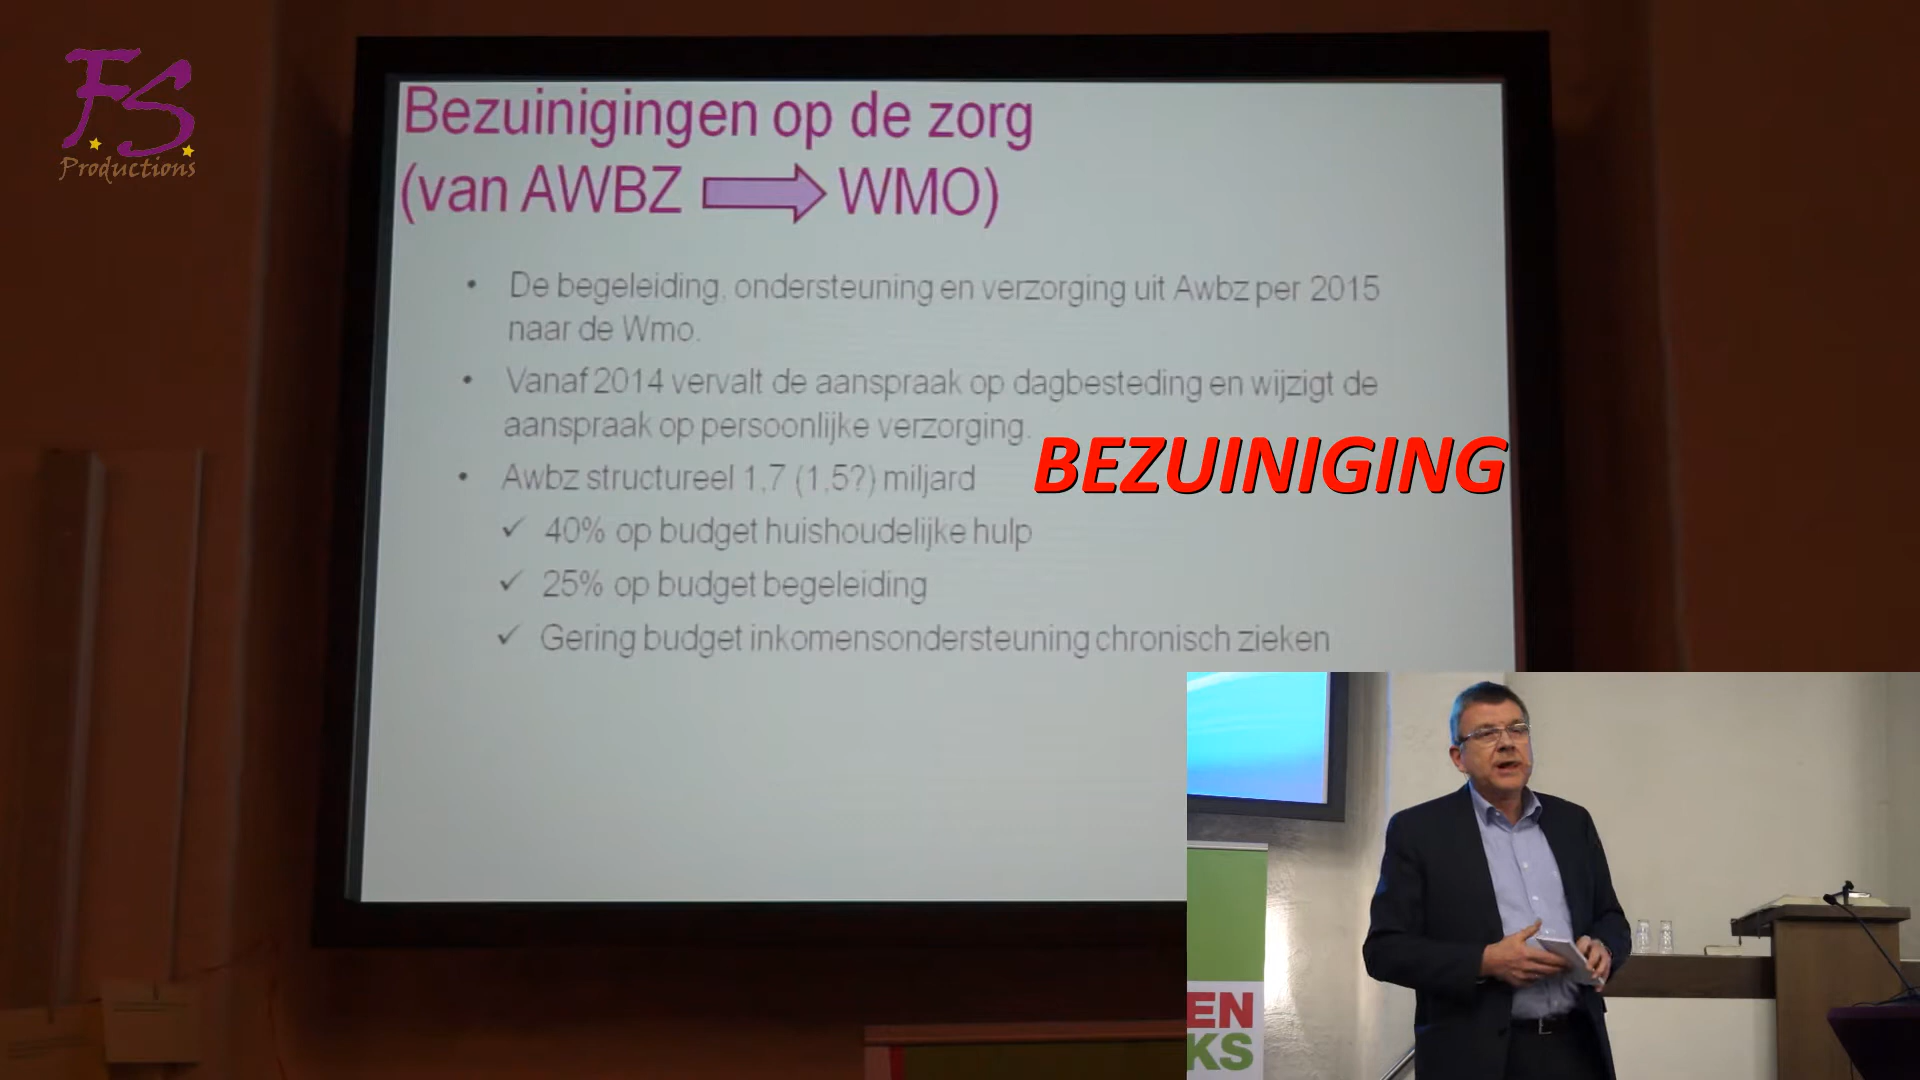 F.S.
Productions
Bezuinigingen op de zorg
(van AWBZ WMO)
• De begeleiding, ondersteuning en verzorging uit Awbz per 2015
naar de Wmo.
• Vanaf 2014 vervalt de aanspraak op dagbesteding en wijzigt de
aanspraak op persoonlijke verzorging.
BEZUINIGING
• Awbz structureel 1,7 (1,5?) miljard
✓ 40% op budget huishoudelijke hulp
✓ 25% op budget begeleiding
✓ Gering budget inkomensondersteuning chronisch zieken
EN
KS